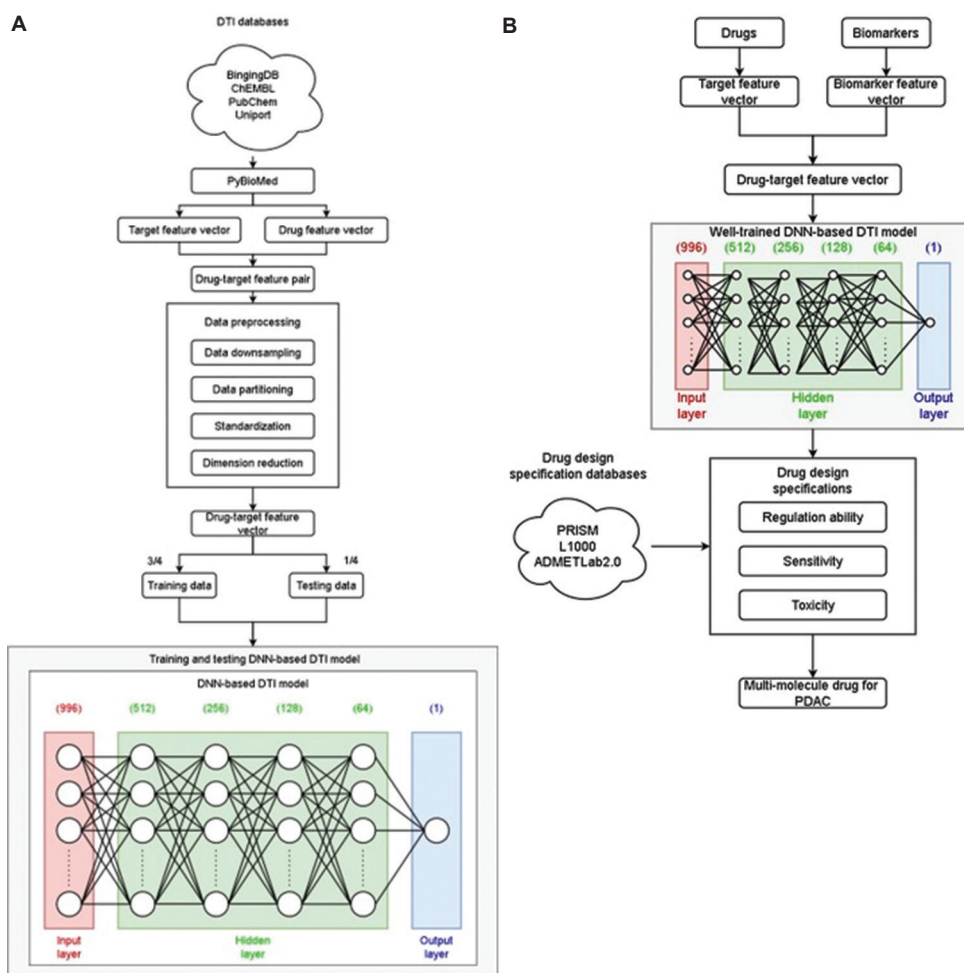 A
DTI databases
BingingDB
ChEMBL
PubChem
Uniport
PyBioMed
Target feature vector
Drug feature vector
Drug-target feature pair
Data preprocessing
Data downsampling
Data partitioning
Standardization
Dimension reduction
Drug-target feature
vector
3/4
1/4
Training data
Testing data
Training and testing DNN-based DTI model
DNN-based DTI model
(996)
(512)
(256)
(128)
(64)
(1)
Input
layer
Hidden
layer
Output
layer
B
Drugs
Biomarkers
Target feature
vector
Biomarker feature
vector
Drug-target feature vector
Well-trained DNN-based DTI model
(996)
(512)
(256)
(128)
(64)
(1)
Input
layer
Hidden
layer
Output
layer
Drug design
specification databases
PRISM
L1000
ADMETLab2.0
Drug design
specifications
Regulation ability
Sensitivity
Toxicity
Multi-molecule drug for
PDAC